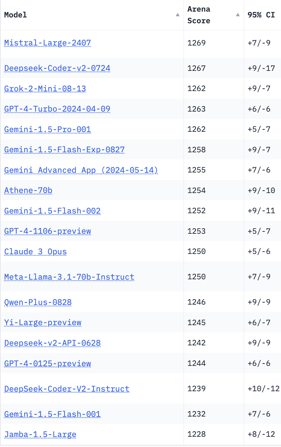 Model Arena Score 95% CI
Mistral-Large-2407 1269 +7/-9
Deepseek-Coder-v2-0724 1267 +9/-17
Grok-2-Mini-08-13 1262 +9/-7
GPT-4-Turbo-2024-04-09 1263 +6/-6
Gemini-1.5-Pro-001 1262 +5/-7
Gemini-1.5-Flash-Exp-0827 1258 +9/-7
Gemini Advanced App (2024-05-14) 1255 +7/-6
Athene-70b 1254 +9/-10
Gemini-1.5-Flash-002 1252 +9/-11
GPT-4-1106-preview 1253 +5/-7
Claude 3 Opus 1250 +5/-6
Meta-Llama-3.1-70b-Instruct 1250 +7/-9
Qwen-Plus-0828 1246 +9/-9
Yi-Large-preview 1245 +6/-7
Deepseek-v2-API-0628 1242 +9/-9
GPT-4-0125-preview 1244 +6/-6
DeepSeek-Coder-V2-Instruct 1239 +10/-12
Gemini-1.5-Flash-001 1232 +7/-6
Jamba-1.5-Large 1228 +8/-12